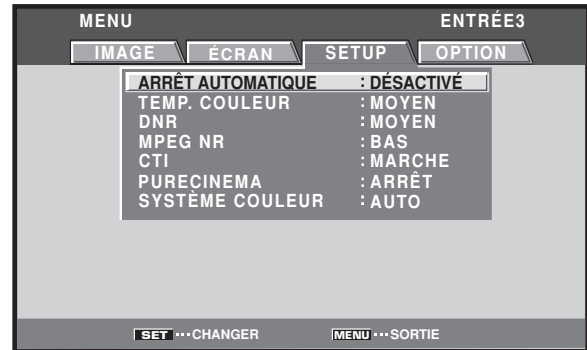 MENU ENTRÉE3
IMAGE ÉCRAN SETUP OPTION
ARRÊT AUTOMATIQUE : DÉSACTIVÉ
TEMP. COULEUR : MOYEN
DNR : MOYEN
MPEG NR : BAS
CTI : MARCHE
PURECINEMA : ARRÊT
SYSTÈME COULEUR : AUTO
SET ··· CHANGER MENU ··· SORTIE